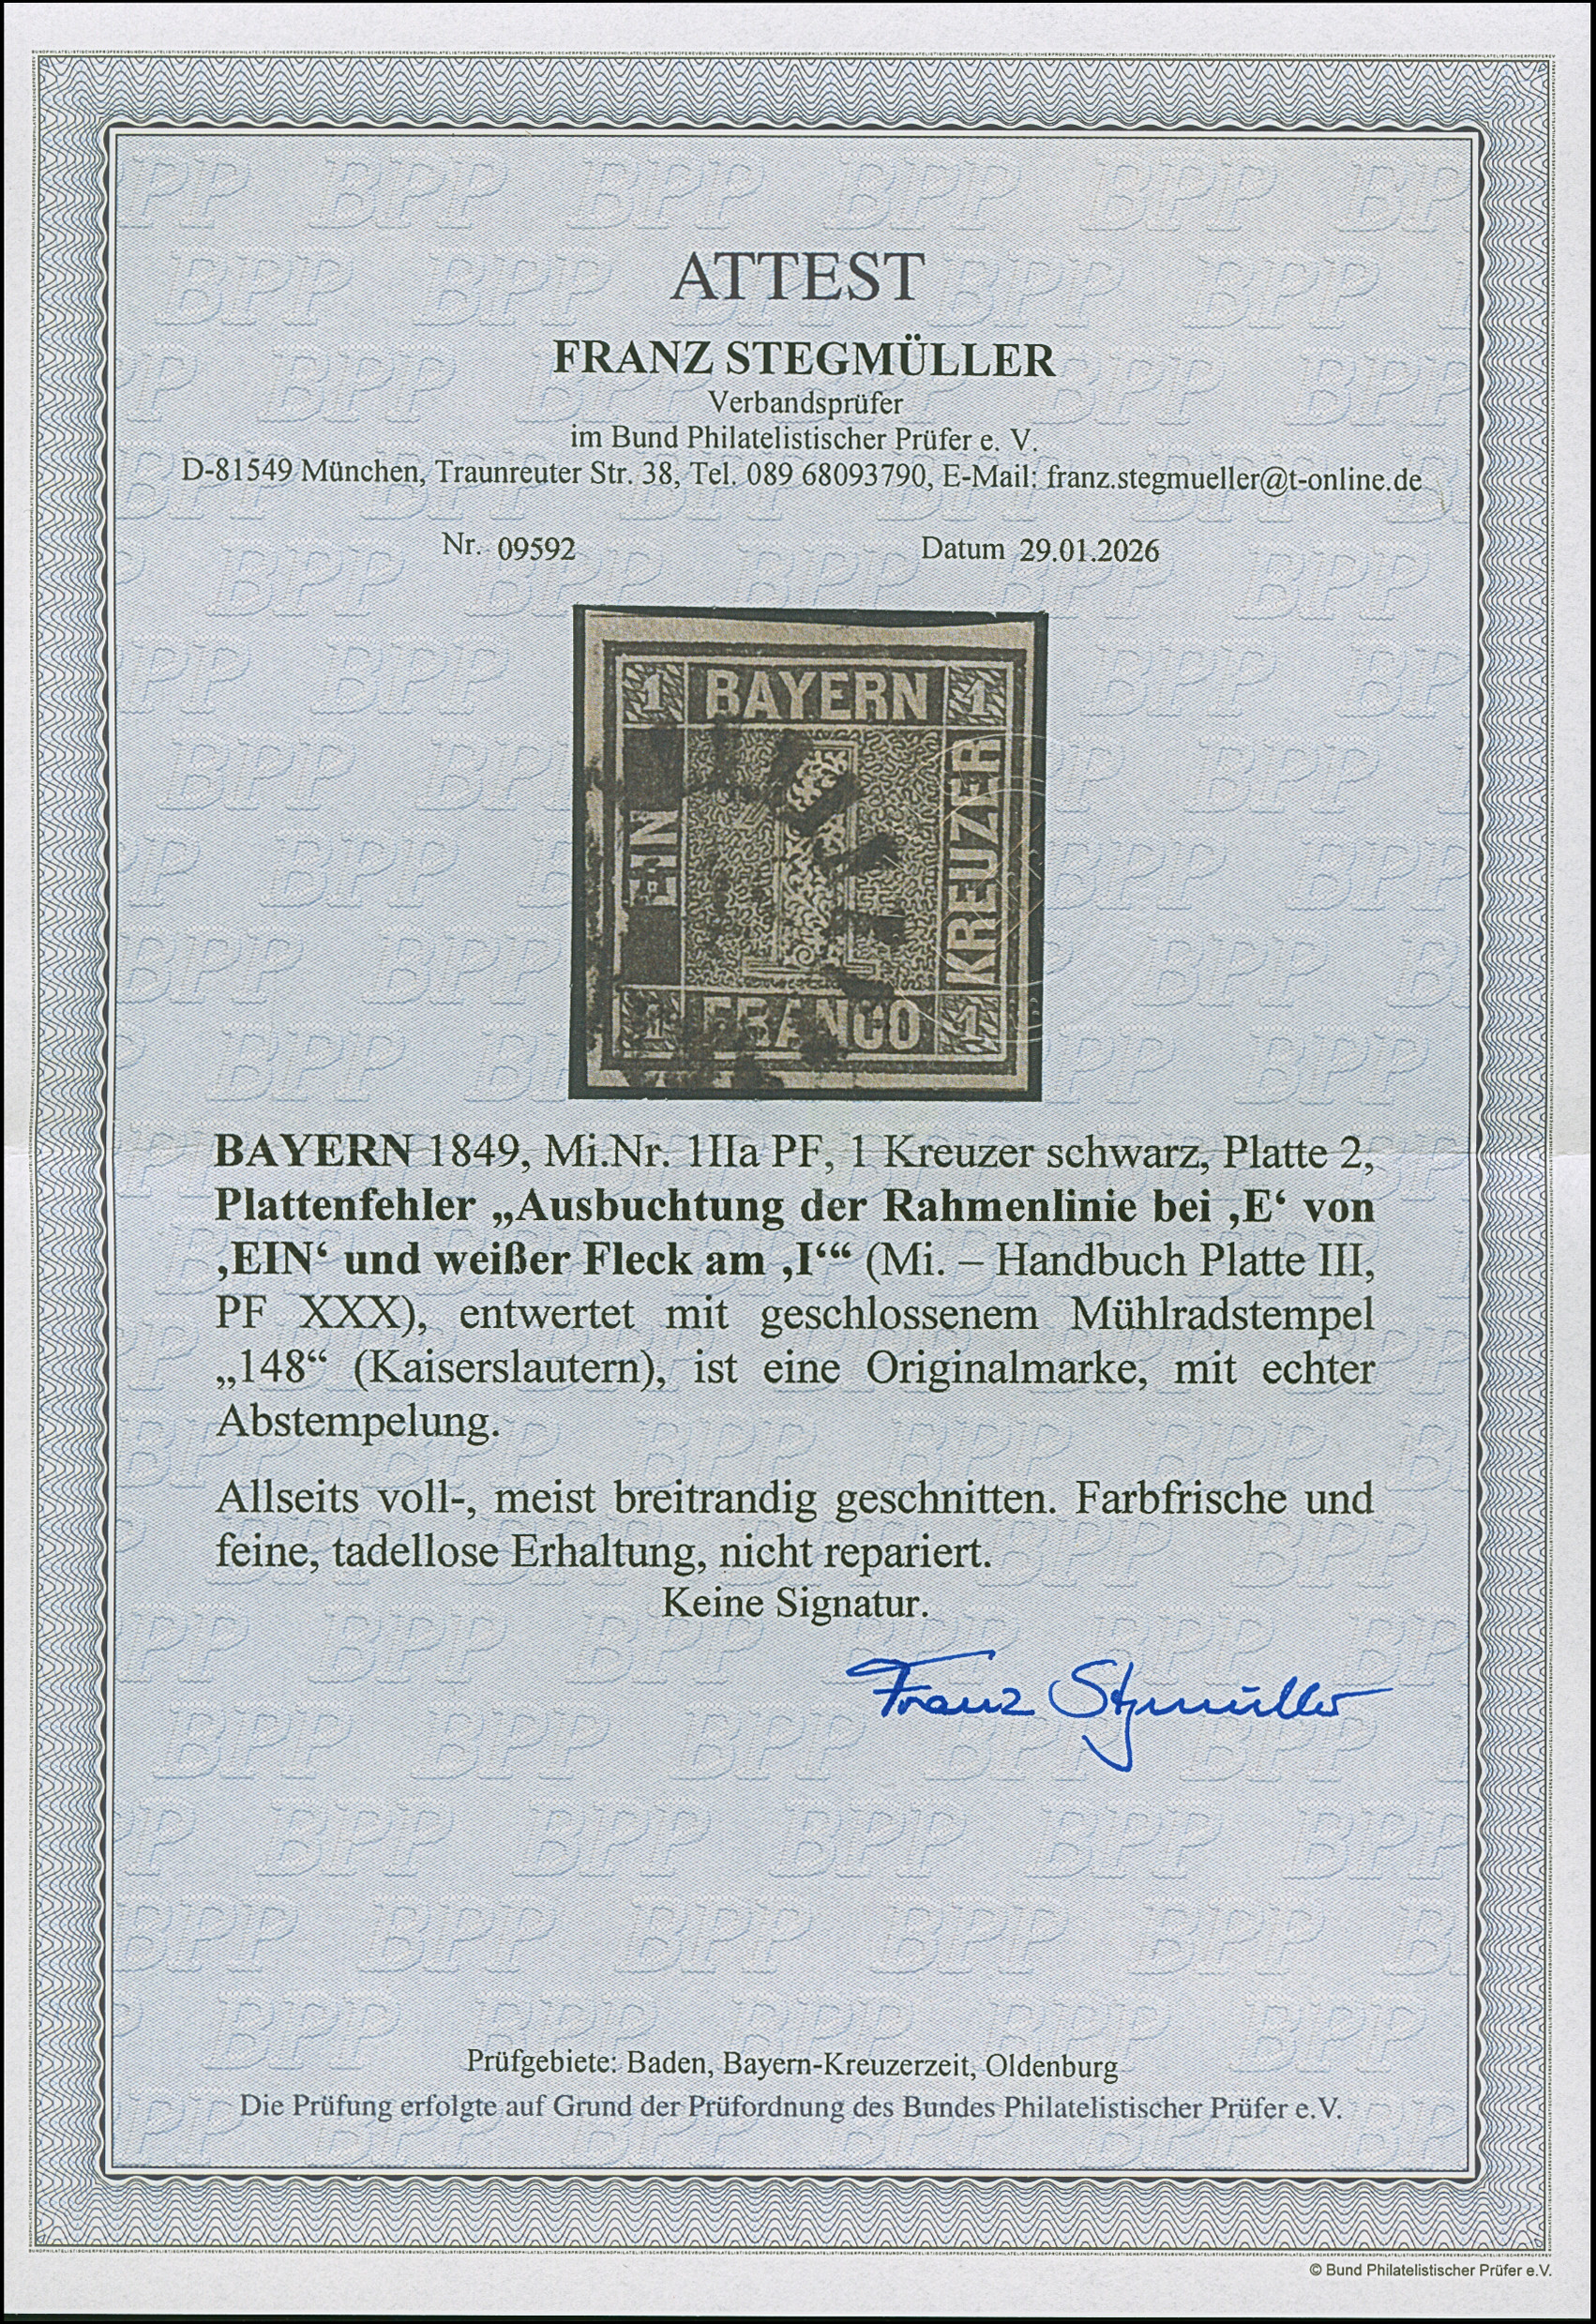 ATTEST
FRANZ STEGMÜLLER
Verbandsprüfer
im Bund Philatelistischer Prüfer e. V.
D-81549 München, Traunreuter Str. 38, Tel. 089 68093790, E-Mail: franz.stegmueller@t-online.de
Nr. 09592 Datum 29.01.2026
1 BAYERN 1
EIN
KREUZER
1 FRANCO 1
BAYERN 1849, Mi.Nr. 1IIa PF, 1 Kreuzer schwarz, Platte 2,
Plattenfehler „Ausbuchtung der Rahmenlinie bei ‚E‘ von
‚EIN‘ und weißer Fleck am ‚I‘“ (Mi. – Handbuch Platte III,
PF XXX), entwertet mit geschlossenem Mühlradstempel
„148“ (Kaiserslautern), ist eine Originalmarke, mit echter
Abstempelung.
Allseits voll-, meist breitrandig geschnitten. Farbfrische und
feine, tadellose Erhaltung, nicht repariert.
Keine Signatur.
Franz Stegmüller
Prüfgebiete: Baden, Bayern-Kreuzerzeit, Oldenburg
Die Prüfung erfolgte auf Grund der Prüfordnung des Bundes Philatelistischer Prüfer e.V.
© Bund Philatelistischer Prüfer e.V.